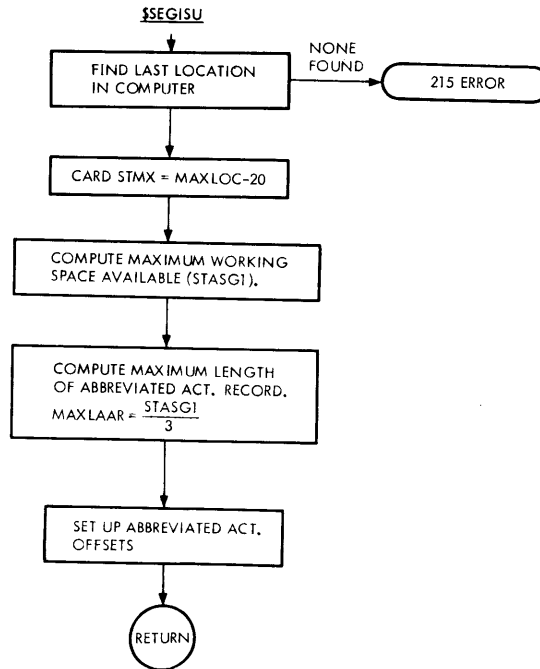 $SEGISU
FIND LAST LOCATION
IN COMPUTER
NONE
FOUND
215 ERROR
CARD STMX = MAXLOC-20
COMPUTE MAXIMUM WORKING
SPACE AVAILABLE (STASG1).
COMPUTE MAXIMUM LENGTH
OF ABBREVIATED ACT. RECORD.
MAXLAAR = STASG1
3
SET UP ABBREVIATED ACT.
OFFSETS
RETURN